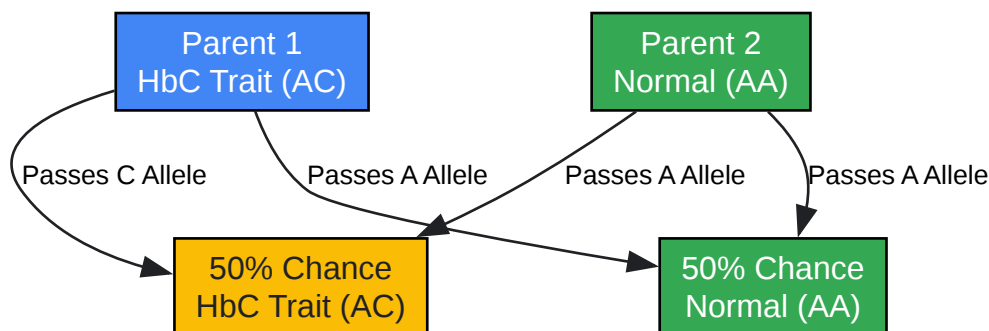 Parent 1
HbC Trait (AC)
Parent 2
Normal (AA)
Passes C Allele
Passes A Allele
Passes A Allele
Passes A Allele
50% Chance
HbC Trait (AC)
50% Chance
Normal (AA)